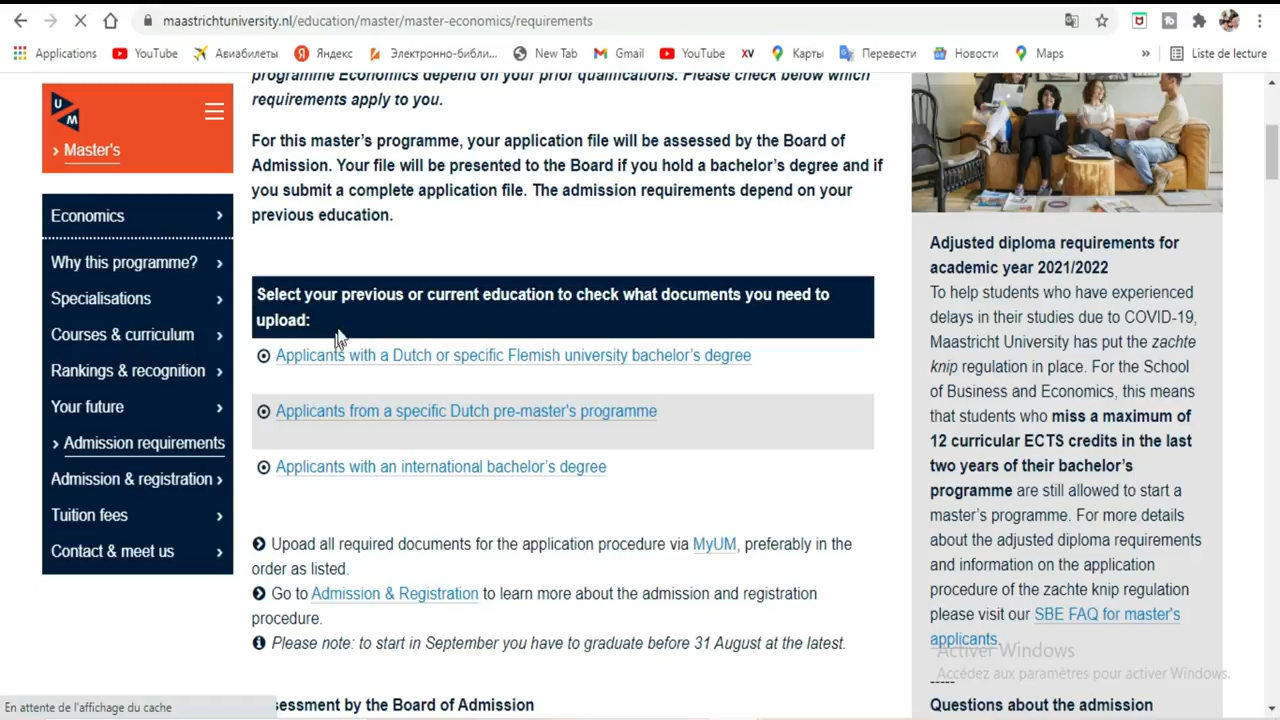 maastrichtuniversity.nl/education/master/master-economics/requirements
Applications YouTube Авиабилеты Яндекс Электронно-библи... New Tab Gmail YouTube XV Карты Перевести Новости Maps » Liste de lecture
UM
Master's
Economics
Why this programme?
Specialisations
Courses & curriculum
Rankings & recognition
Your future
Admission requirements
Admission & registration
Tuition fees
Contact & meet us
programme Economics depend on your prior qualifications. Please check below which
requirements apply to you.
For this master's programme, your application file will be assessed by the Board of
Admission. Your file will be presented to the Board if you hold a bachelor's degree and if
you submit a complete application file. The admission requirements depend on your
previous education.
Select your previous or current education to check what documents you need to
upload:
Applicants with a Dutch or specific Flemish university bachelor's degree
Applicants from a specific Dutch pre-master's programme
Applicants with an international bachelor's degree
Upoad all required documents for the application procedure via MyUM, preferably in the
order as listed.
Go to Admission & Registration to learn more about the admission and registration
procedure.
Please note: to start in September you have to graduate before 31 August at the latest.
sessment by the Board of Admission
Adjusted diploma requirements for
academic year 2021/2022
To help students who have experienced
delays in their studies due to COVID-19,
Maastricht University has put the zachte
knip regulation in place. For the School
of Business and Economics, this means
that students who miss a maximum of
12 curricular ECTS credits in the last
two years of their bachelor's
programme are still allowed to start a
master's programme. For more details
about the adjusted diploma requirements
and information on the application
procedure of the zachte knip regulation
please visit our SBE FAQ for master's
applicants.
-----
Questions about the admission
Activer Windows
Accédez aux paramètres pour activer Windows.
En attente de l'affichage du cache